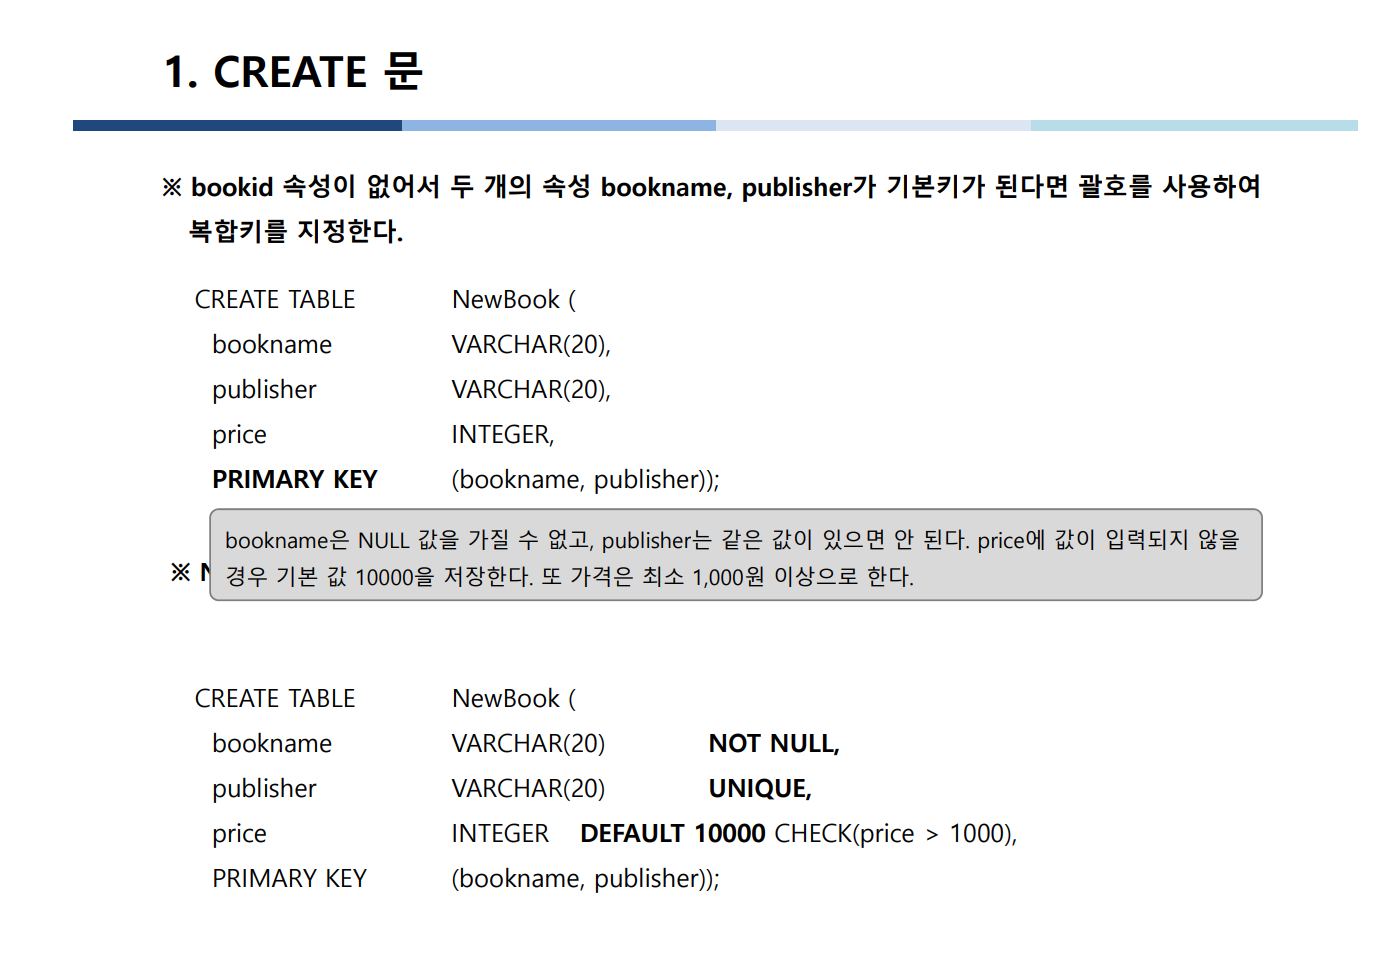 1. CREATE 문
※ bookid 속성이 없어서 두 개의 속성 bookname, publisher가 기본키가 된다면 괄호를 사용하여
복합키를 지정한다.
CREATE TABLE NewBook (
bookname VARCHAR(20),
publisher VARCHAR(20),
price INTEGER,
PRIMARY KEY (bookname, publisher));
※
bookname은 NULL 값을 가질 수 없고, publisher는 같은 값이 있으면 안 된다. price에 값이 입력되지 않을
경우 기본 값 10000을 저장한다. 또 가격은 최소 1,000원 이상으로 한다.
CREATE TABLE NewBook (
bookname VARCHAR(20) NOT NULL,
publisher VARCHAR(20) UNIQUE,
price INTEGER DEFAULT 10000 CHECK(price > 1000),
PRIMARY KEY (bookname, publisher));